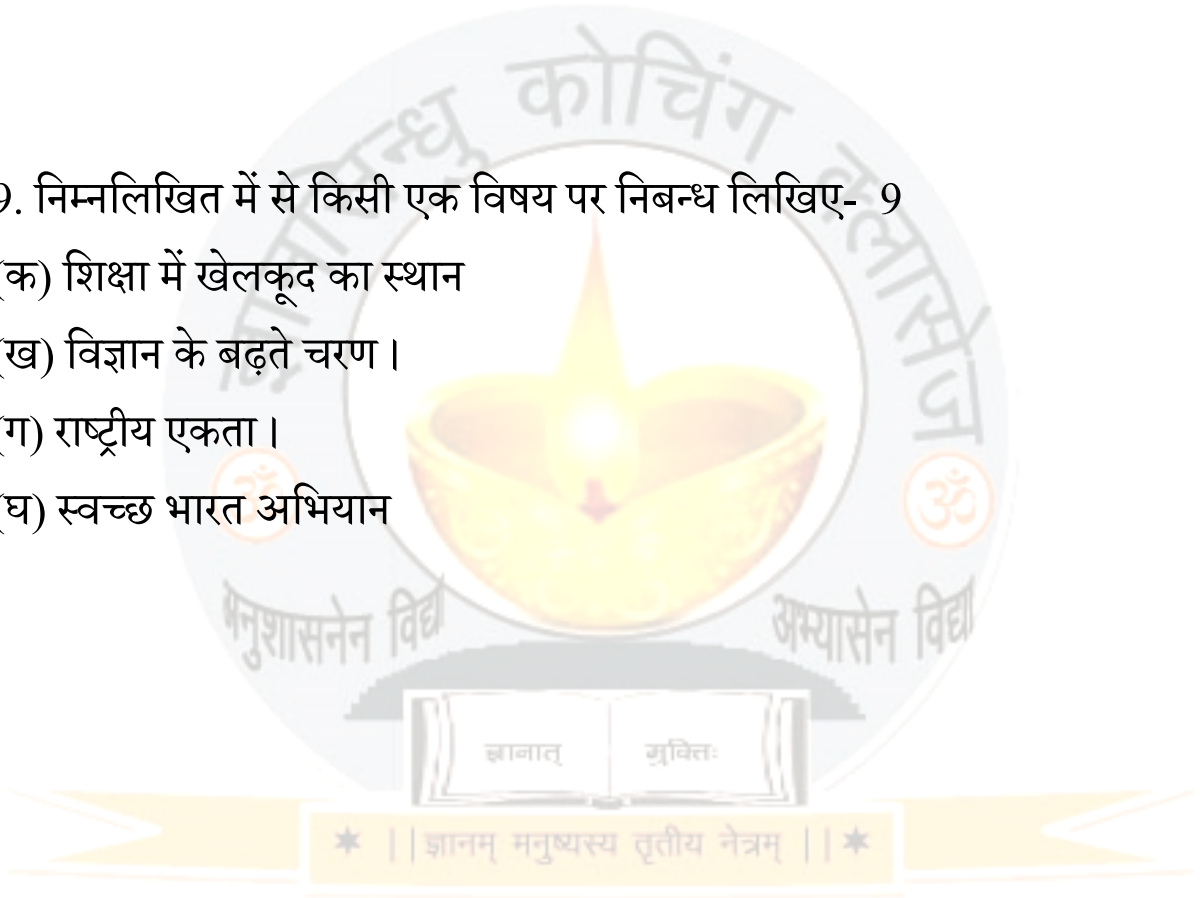 ज्ञानसिन्धु कोचिंग क्लासेज
9. निम्नलिखित में से किसी एक विषय पर निबन्ध लिखिए- 9
(क) शिक्षा में खेलकूद का स्थान
(ख) विज्ञान के बढ़ते चरण।
(ग) राष्ट्रीय एकता।
(घ) स्वच्छ भारत अभियान
ॐ ॐ
अनुशासनेन विद्या अभ्यासेन विद्या
ज्ञानात् मुक्तिः
* ||ज्ञानम् मनुष्यस्य तृतीय नेत्रम् ||*